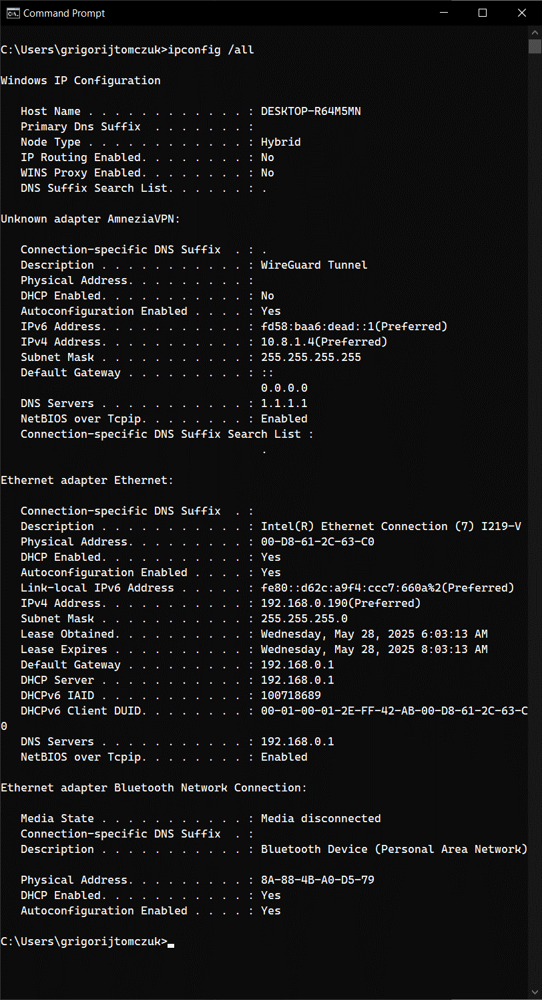 Command Prompt
C:\Users\grigorijtomczuk>ipconfig /all
Windows IP Configuration
   Host Name . . . . . . . . . . . . : DESKTOP-R64M5MN
   Primary Dns Suffix  . . . . . . . :
   Node Type . . . . . . . . . . . . : Hybrid
   IP Routing Enabled. . . . . . . . : No
   WINS Proxy Enabled. . . . . . . . : No
   DNS Suffix Search List. . . . . . : .
Unknown adapter AmneziaVPN:
   Connection-specific DNS Suffix  . : .
   Description . . . . . . . . . . . : WireGuard Tunnel
   Physical Address. . . . . . . . . :
   DHCP Enabled. . . . . . . . . . . : No
   Autoconfiguration Enabled . . . . : Yes
   IPv6 Address. . . . . . . . . . . : fd58:baa6:dead::1(Preferred)
   IPv4 Address. . . . . . . . . . . : 10.8.1.4(Preferred)
   Subnet Mask . . . . . . . . . . . : 255.255.255.255
   Default Gateway . . . . . . . . . : ::
                                       0.0.0.0
   DNS Servers . . . . . . . . . . . : 1.1.1.1
   NetBIOS over Tcpip. . . . . . . . : Enabled
   Connection-specific DNS Suffix Search List :
                                       .
Ethernet adapter Ethernet:
   Connection-specific DNS Suffix  . :
   Description . . . . . . . . . . . : Intel(R) Ethernet Connection (7) I219-V
   Physical Address. . . . . . . . . : 00-D8-61-2C-63-C0
   DHCP Enabled. . . . . . . . . . . : Yes
   Autoconfiguration Enabled . . . . : Yes
   Link-local IPv6 Address . . . . . : fe80::d62c:a9f4:ccc7:660a%2(Preferred)
   IPv4 Address. . . . . . . . . . . : 192.168.0.190(Preferred)
   Subnet Mask . . . . . . . . . . . : 255.255.255.0
   Lease Obtained. . . . . . . . . . : Wednesday, May 28, 2025 6:03:13 AM
   Lease Expires . . . . . . . . . . : Wednesday, May 28, 2025 8:03:13 AM
   Default Gateway . . . . . . . . . : 192.168.0.1
   DHCP Server . . . . . . . . . . . : 192.168.0.1
   DHCPv6 IAID . . . . . . . . . . . : 100718689
   DHCPv6 Client DUID. . . . . . . . : 00-01-00-01-2E-FF-42-AB-00-D8-61-2C-63-C
0
   DNS Servers . . . . . . . . . . . : 192.168.0.1
   NetBIOS over Tcpip. . . . . . . . : Enabled
Ethernet adapter Bluetooth Network Connection:
   Media State . . . . . . . . . . . : Media disconnected
   Connection-specific DNS Suffix  . :
   Description . . . . . . . . . . . : Bluetooth Device (Personal Area Network)
   Physical Address. . . . . . . . . : 8A-88-4B-A0-D5-79
   DHCP Enabled. . . . . . . . . . . : Yes
   Autoconfiguration Enabled . . . . : Yes
C:\Users\grigorijtomczuk>